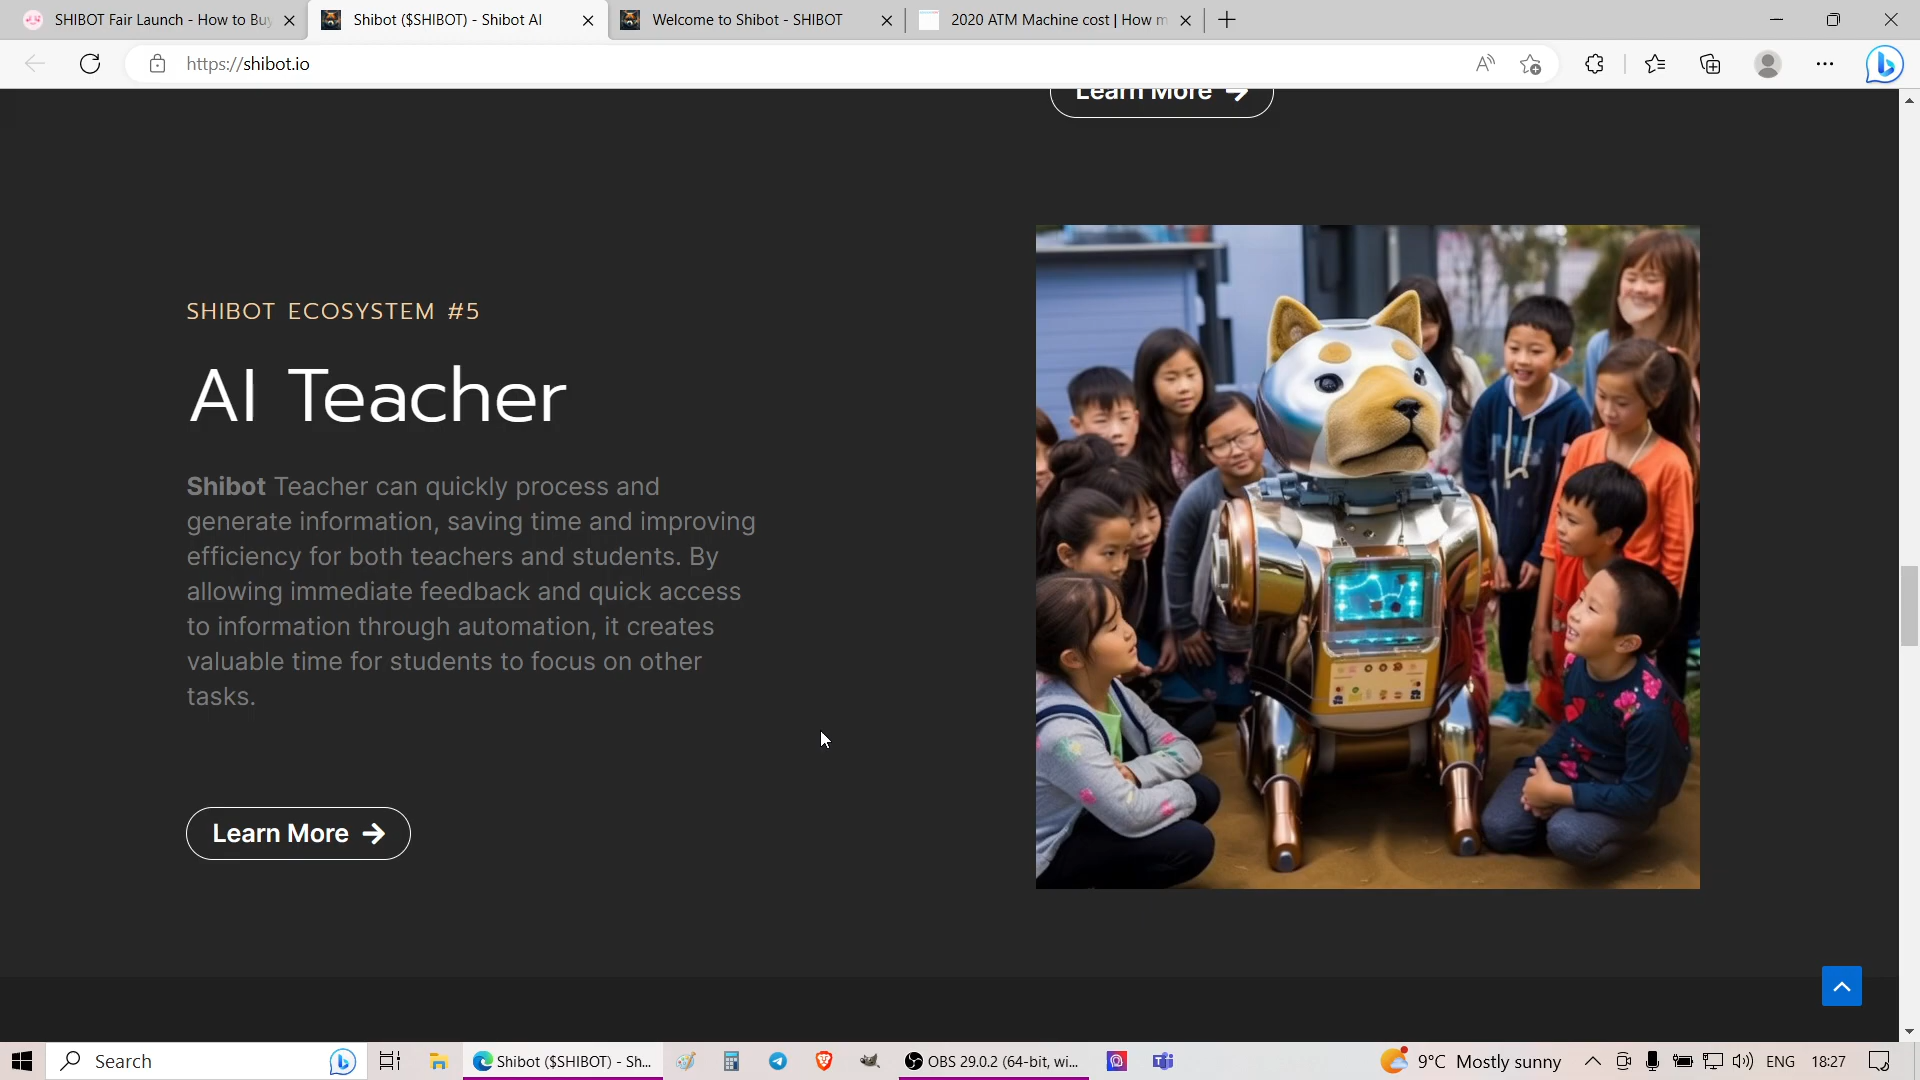 SHIBOT Fair Launch - How to Buy
Shibot ($SHIBOT) - Shibot AI
Welcome to Shibot - SHIBOT
2020 ATM Machine cost | How m
https://shibot.io
Learn More
SHIBOT ECOSYSTEM #5
AI Teacher
Shibot Teacher can quickly process and
generate information, saving time and improving
efficiency for both teachers and students. By
allowing immediate feedback and quick access
to information through automation, it creates
valuable time for students to focus on other
tasks.
Learn More
Search
Shibot ($SHIBOT) - Sh...
OBS 29.0.2 (64-bit, wi...
9°C Mostly sunny
ENG
18:27